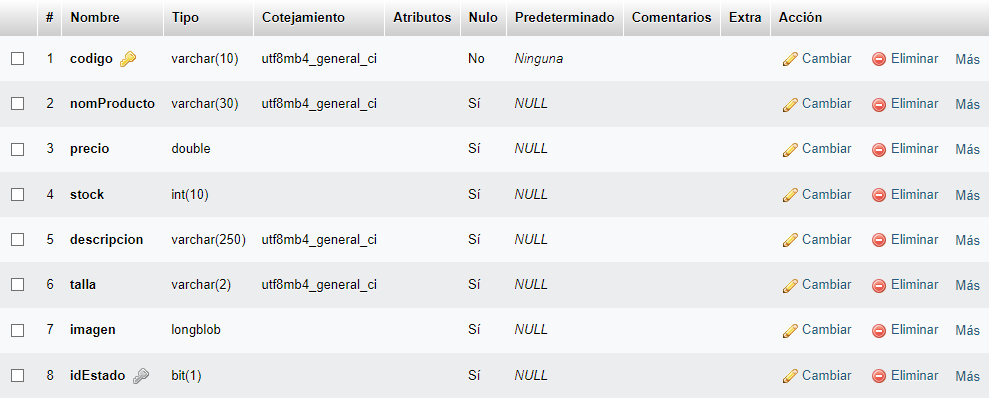 # Nombre Tipo Cotejamiento Atributos Nulo Predeterminado Comentarios Extra Acción
1 codigo varchar(10) utf8mb4_general_ci No Ninguna Cambiar Eliminar Más
2 nomProducto varchar(30) utf8mb4_general_ci Sí NULL Cambiar Eliminar Más
3 precio double Sí NULL Cambiar Eliminar Más
4 stock int(10) Sí NULL Cambiar Eliminar Más
5 descripcion varchar(250) utf8mb4_general_ci Sí NULL Cambiar Eliminar Más
6 talla varchar(2) utf8mb4_general_ci Sí NULL Cambiar Eliminar Más
7 imagen longblob Sí NULL Cambiar Eliminar Más
8 idEstado bit(1) Sí NULL Cambiar Eliminar Más